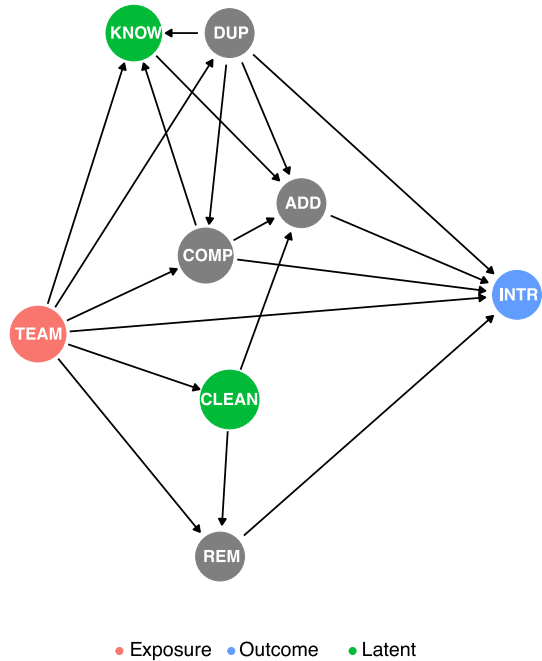 KNOW
DUP
ADD
COMP
INTR
TEAM
CLEAN
REM
Exposure Outcome Latent